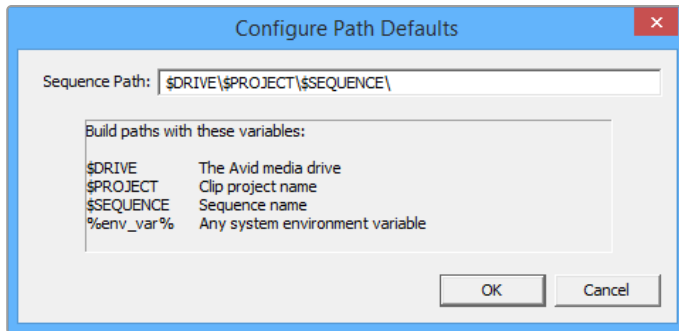 Configure Path Defaults
Sequence Path: $DRIVE\$PROJECT\$SEQUENCE\
Build paths with these variables:
$DRIVE The Avid media drive
$PROJECT Clip project name
$SEQUENCE Sequence name
%env_var% Any system environment variable
OK Cancel